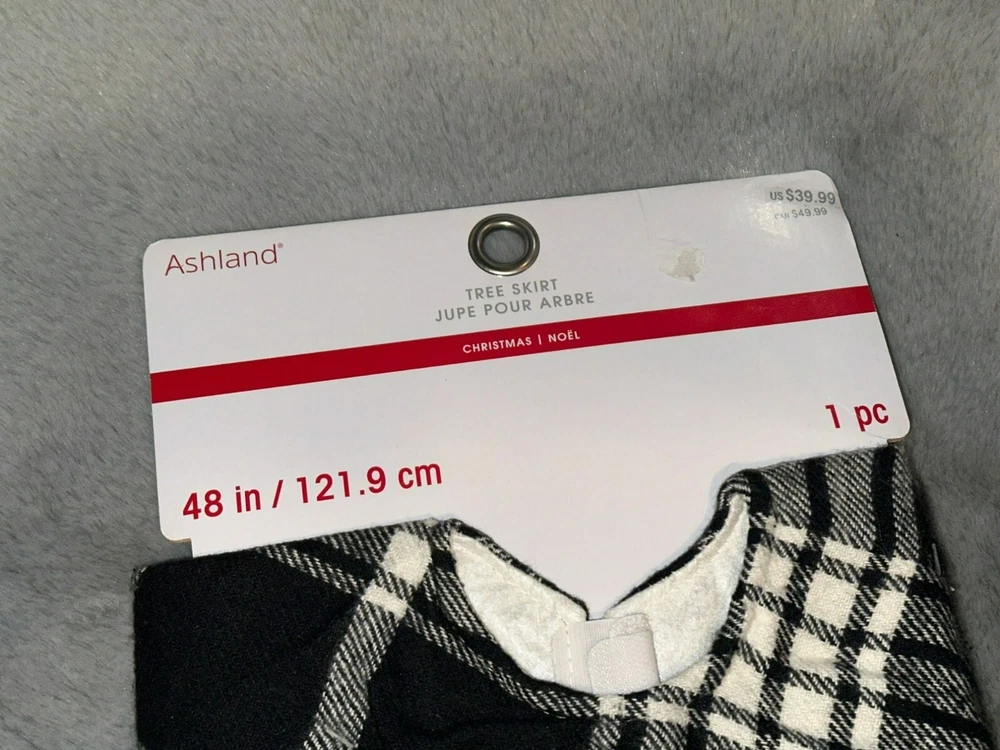 Ashland®
US $39.99
CAN $49.99
TREE SKIRT
JUPE POUR ARBRE
CHRISTMAS | NOËL
1 pc
48 in / 121.9 cm